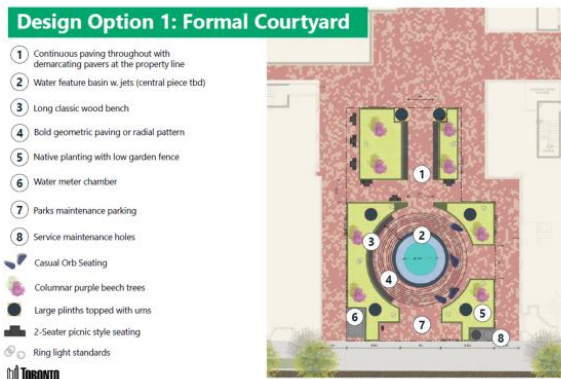 Design Option 1: Formal Courtyard
1 Continuous paving throughout with
demarcating pavers at the property line
2 Water feature basin w. jets (central piece tbd)
3 Long classic wood bench
4 Bold geometric paving or radial pattern
5 Native planting with low garden fence
6 Water meter chamber
7 Parks maintenance parking
8 Service maintenance holes
Casual Orb Seating
Columnar purple beech trees
Large plinths topped with urns
2-Seater picnic style seating
Ring light standards
TORONTO
1
2
3
4
6
5
7
8